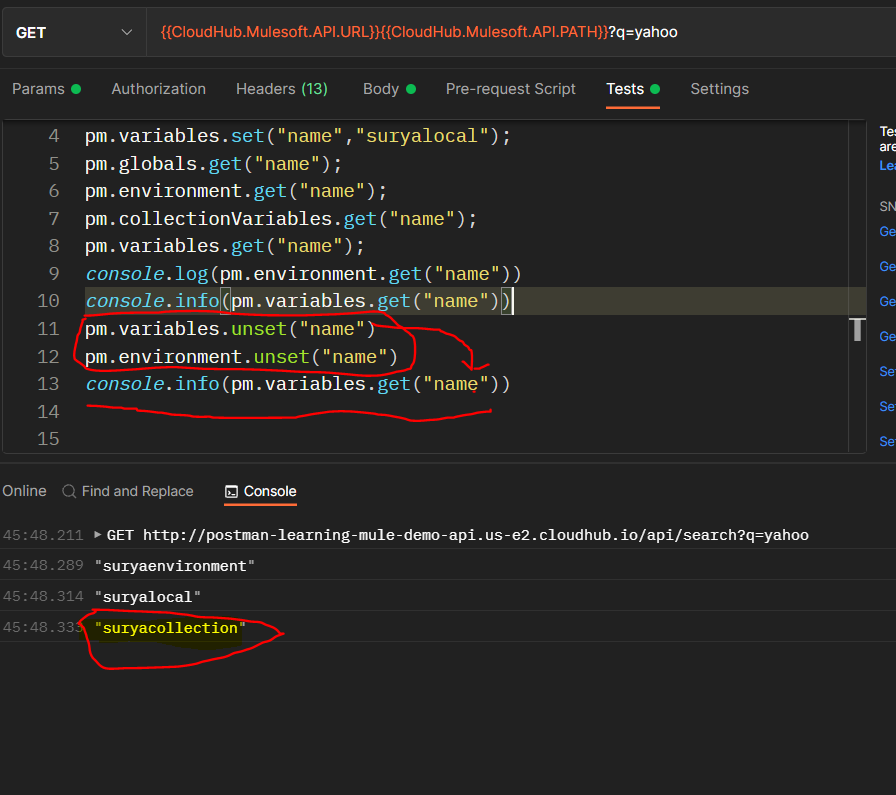 GET {{CloudHub.Mulesoft.API.URL}}{{CloudHub.Mulesoft.API.PATH}}?q=yahoo
Params Authorization Headers (13) Body Pre-request Script Tests Settings
4 pm.variables.set("name","suryalocal");
5 pm.globals.get("name");
6 pm.environment.get("name");
7 pm.collectionVariables.get("name");
8 pm.variables.get("name");
9 console.log(pm.environment.get("name"))
10 console.info(pm.variables.get("name"))
11 pm.variables.unset("name")
12 pm.environment.unset("name")
13 console.info(pm.variables.get("name"))
14
15
Tes
are
Lea
SN
Ge
Ge
Ge
Ge
Se
Se
Se
Online Find and Replace Console
45:48.211 GET http://postman-learning-mule-demo-api.us-e2.cloudhub.io/api/search?q=yahoo
45:48.289 "suryaenvironment"
45:48.314 "suryalocal"
45:48.333 "suryacollection"